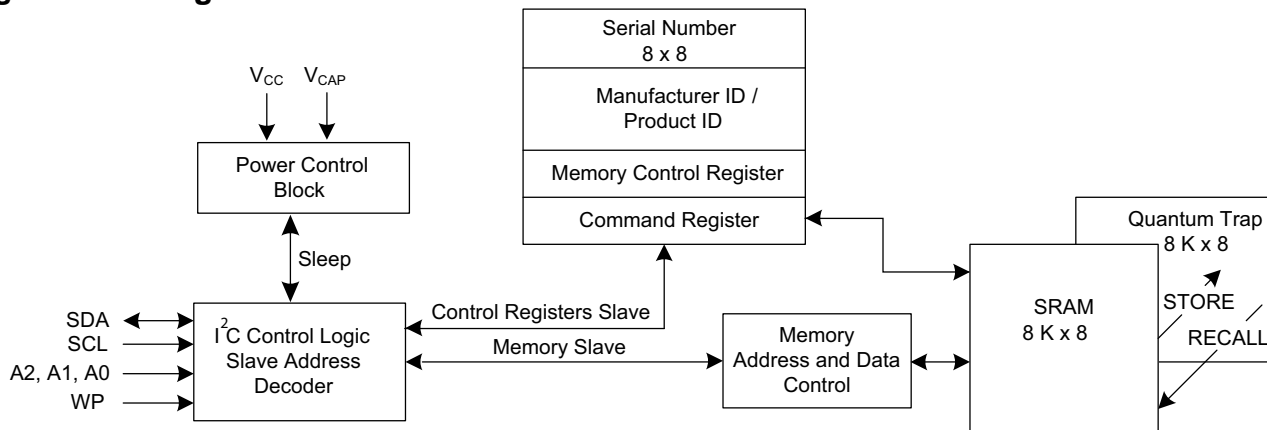 Serial Number
8 x 8
Manufacturer ID /
Product ID
Memory Control Register
Command Register
VCC VCAP
Power Control
Block
Sleep
Quantum Trap
8 K x 8
SRAM
8 K x 8
STORE
RECALL
SDA
SCL
A2, A1, A0
WP
I2C Control Logic
Slave Address
Decoder
Control Registers Slave
Memory Slave
Memory
Address and Data
Control